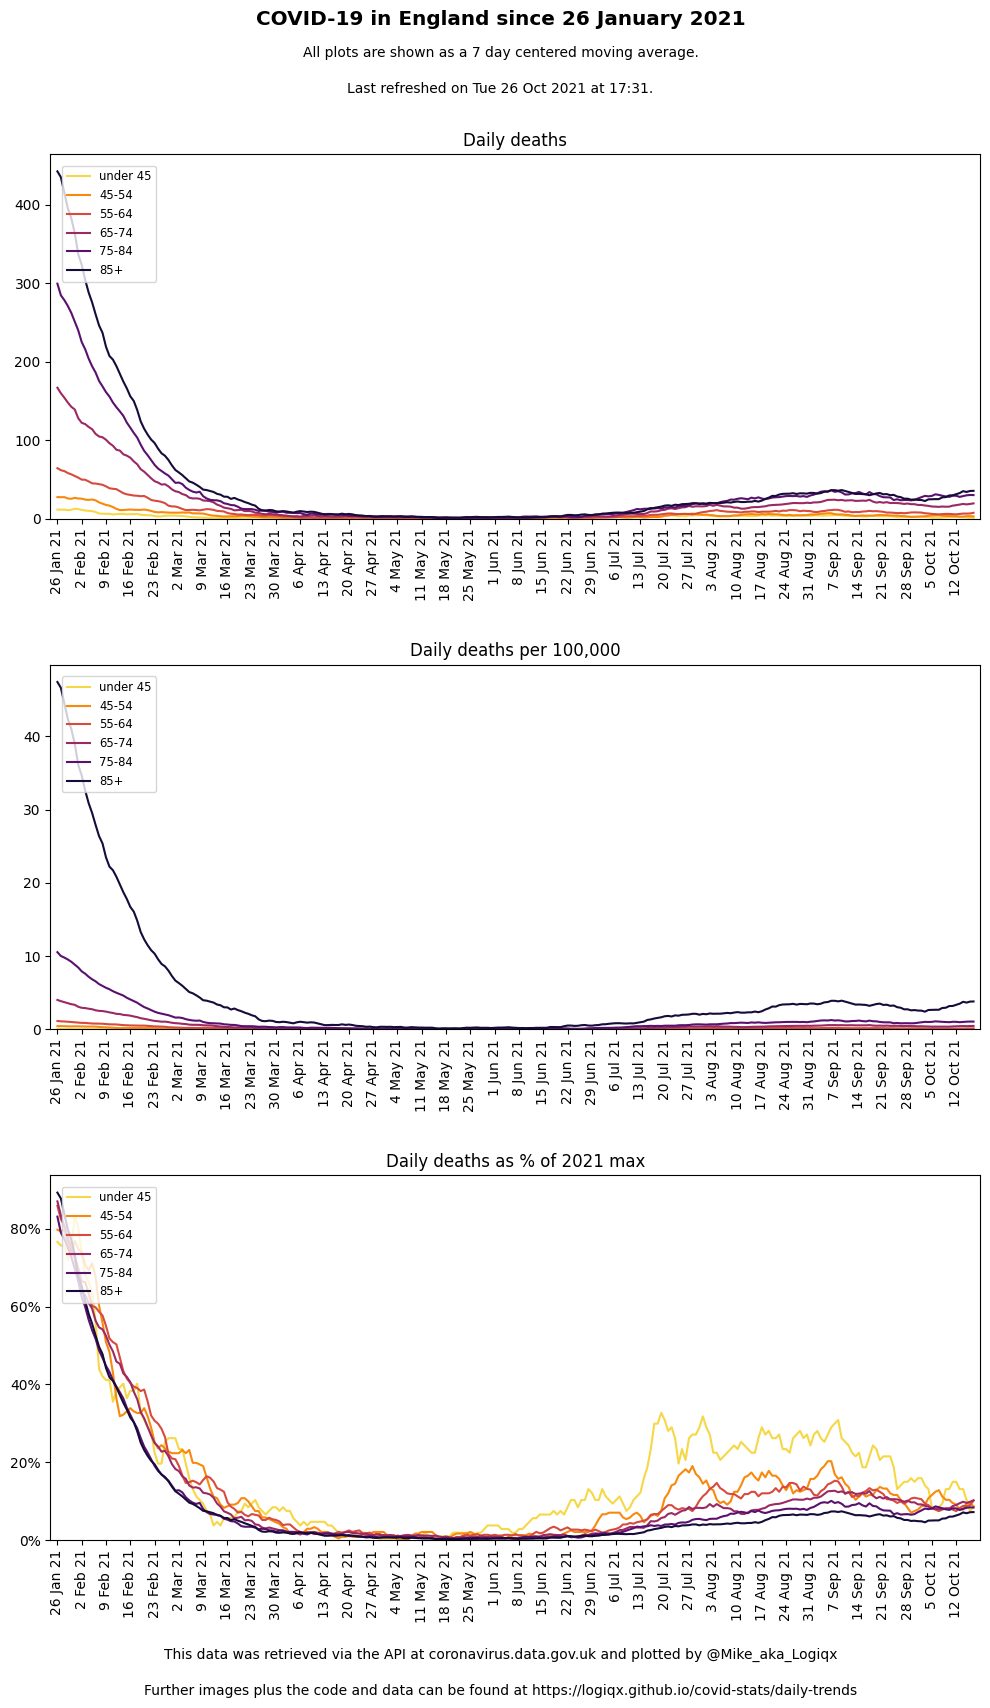 COVID-19 in England since 26 January 2021
All plots are shown as a 7 day centered moving average.
Last refreshed on Tue 26 Oct 2021 at 17:31.
Daily deaths
under 45
45-54
55-64
65-74
75-84
85+
400
300
200
100
0
26 Jan 21
2 Feb 21
9 Feb 21
16 Feb 21
23 Feb 21
2 Mar 21
9 Mar 21
16 Mar 21
23 Mar 21
30 Mar 21
6 Apr 21
13 Apr 21
20 Apr 21
27 Apr 21
4 May 21
11 May 21
18 May 21
25 May 21
1 Jun 21
8 Jun 21
15 Jun 21
22 Jun 21
29 Jun 21
6 Jul 21
13 Jul 21
20 Jul 21
27 Jul 21
3 Aug 21
10 Aug 21
17 Aug 21
24 Aug 21
31 Aug 21
7 Sep 21
14 Sep 21
21 Sep 21
28 Sep 21
5 Oct 21
12 Oct 21
Daily deaths per 100,000
under 45
45-54
55-64
65-74
75-84
85+
40
30
20
10
0
26 Jan 21
2 Feb 21
9 Feb 21
16 Feb 21
23 Feb 21
2 Mar 21
9 Mar 21
16 Mar 21
23 Mar 21
30 Mar 21
6 Apr 21
13 Apr 21
20 Apr 21
27 Apr 21
4 May 21
11 May 21
18 May 21
25 May 21
1 Jun 21
8 Jun 21
15 Jun 21
22 Jun 21
29 Jun 21
6 Jul 21
13 Jul 21
20 Jul 21
27 Jul 21
3 Aug 21
10 Aug 21
17 Aug 21
24 Aug 21
31 Aug 21
7 Sep 21
14 Sep 21
21 Sep 21
28 Sep 21
5 Oct 21
12 Oct 21
Daily deaths as % of 2021 max
under 45
45-54
55-64
65-74
75-84
85+
80%
60%
40%
20%
0%
26 Jan 21
2 Feb 21
9 Feb 21
16 Feb 21
23 Feb 21
2 Mar 21
9 Mar 21
16 Mar 21
23 Mar 21
30 Mar 21
6 Apr 21
13 Apr 21
20 Apr 21
27 Apr 21
4 May 21
11 May 21
18 May 21
25 May 21
1 Jun 21
8 Jun 21
15 Jun 21
22 Jun 21
29 Jun 21
6 Jul 21
13 Jul 21
20 Jul 21
27 Jul 21
3 Aug 21
10 Aug 21
17 Aug 21
24 Aug 21
31 Aug 21
7 Sep 21
14 Sep 21
21 Sep 21
28 Sep 21
5 Oct 21
12 Oct 21
This data was retrieved via the API at coronavirus.data.gov.uk and plotted by @Mike_aka_Logiqx
Further images plus the code and data can be found at https://logiqx.github.io/covid-stats/daily-trends